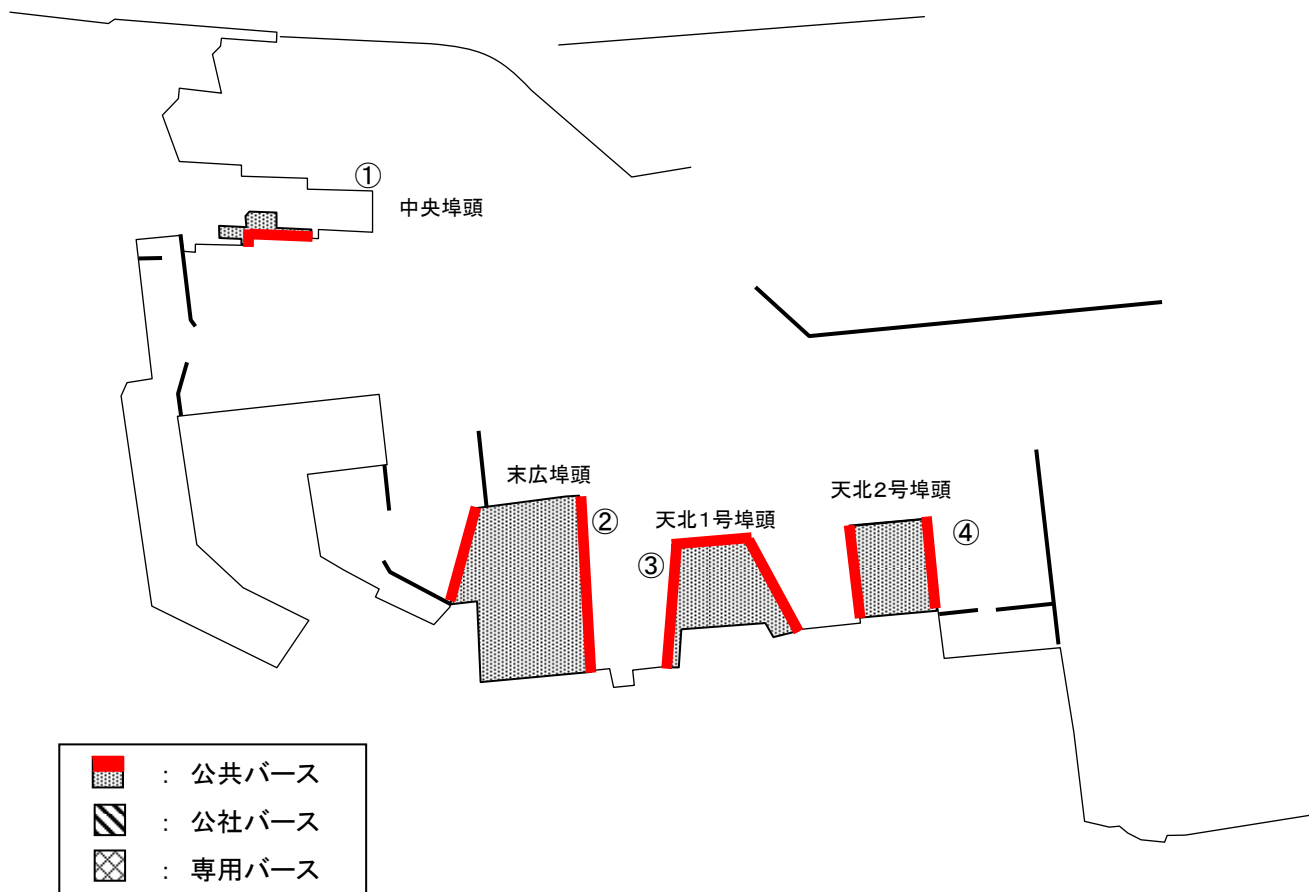 ①
中央埠頭
末広埠頭
②
天北1号埠頭
③
天北2号埠頭
④
： 公共バース
： 公社バース
： 専用バース